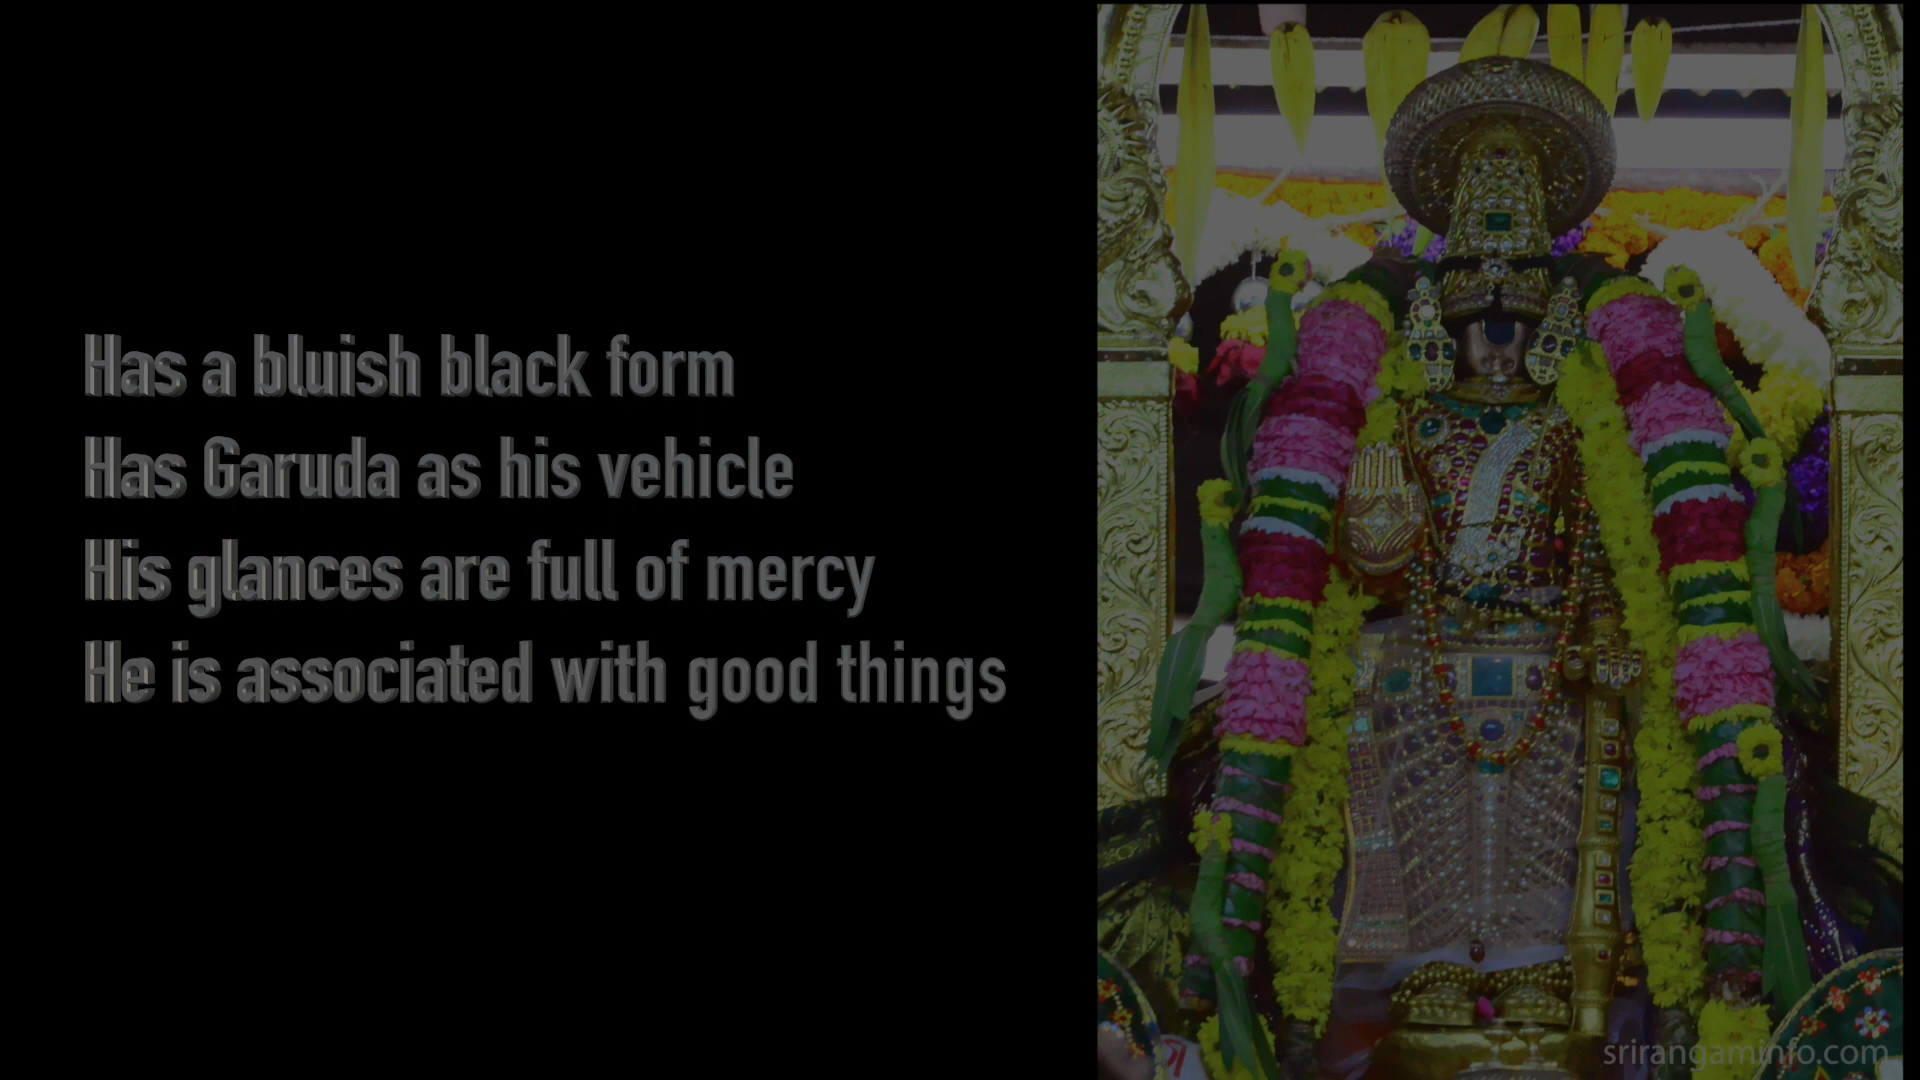 Has a bluish black form
Has Garuda as his vehicle
His glances are full of mercy
He is associated with good things
srirangaminfo.com